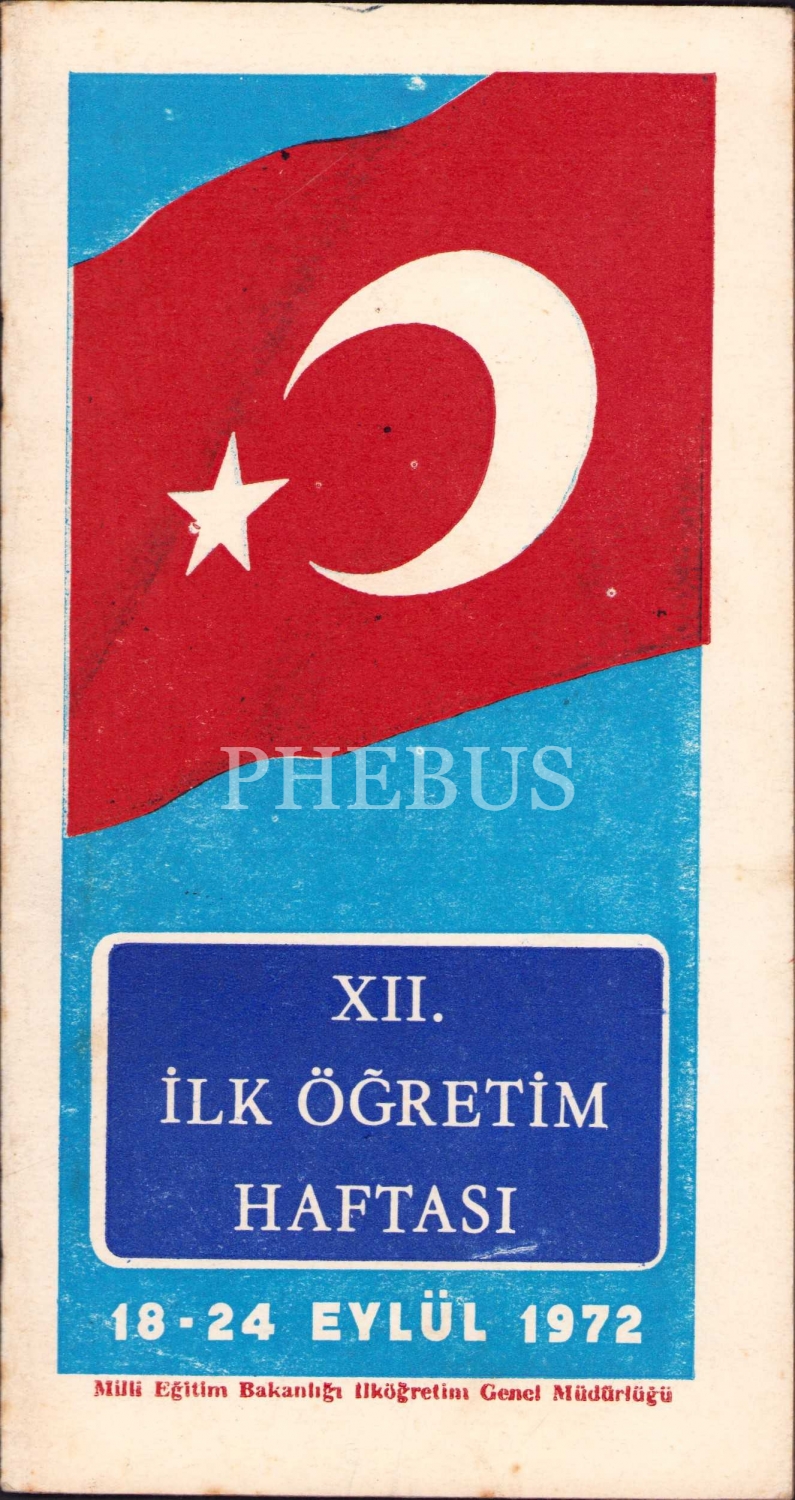 PHEBUS
XII.
İLK ÖĞRETİM
HAFTASI
18-24 EYLÜL 1972
Milli Eğitim Bakanlığı İlköğretim Genel Müdürlüğü